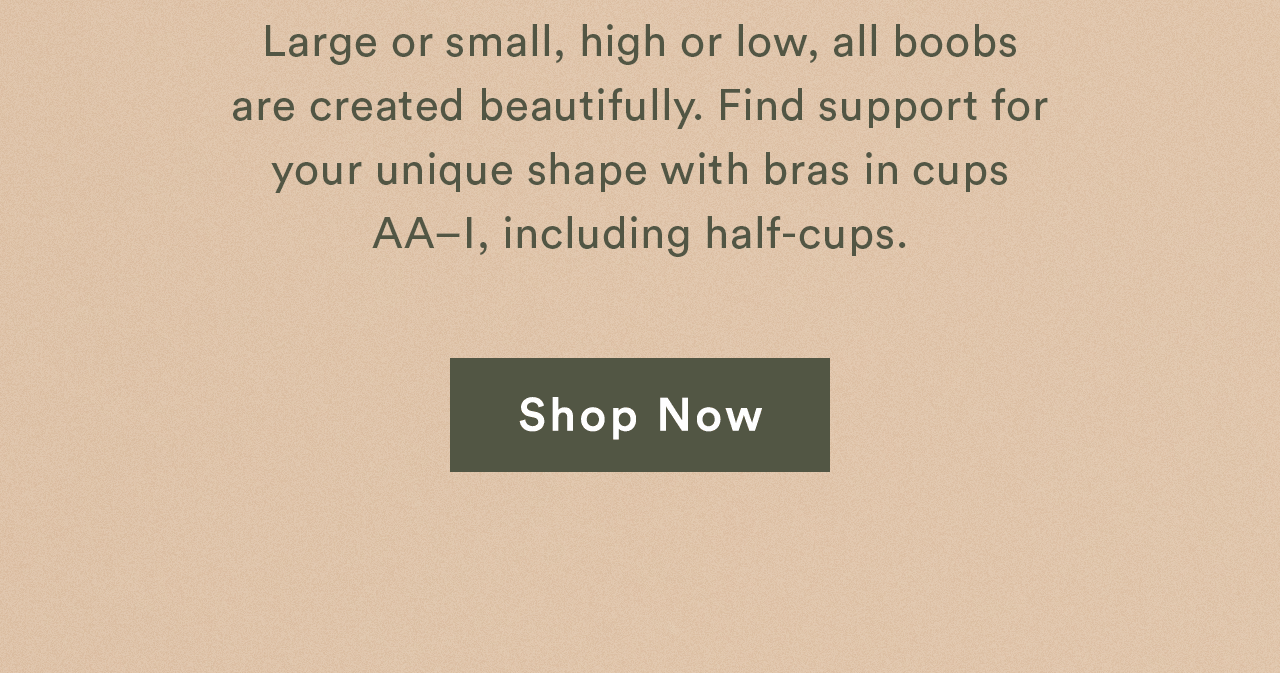 Large or small, high or low, all boobs
are created beautifully. Find support for
your unique shape with bras in cups
AA–I, including half-cups.
Shop Now